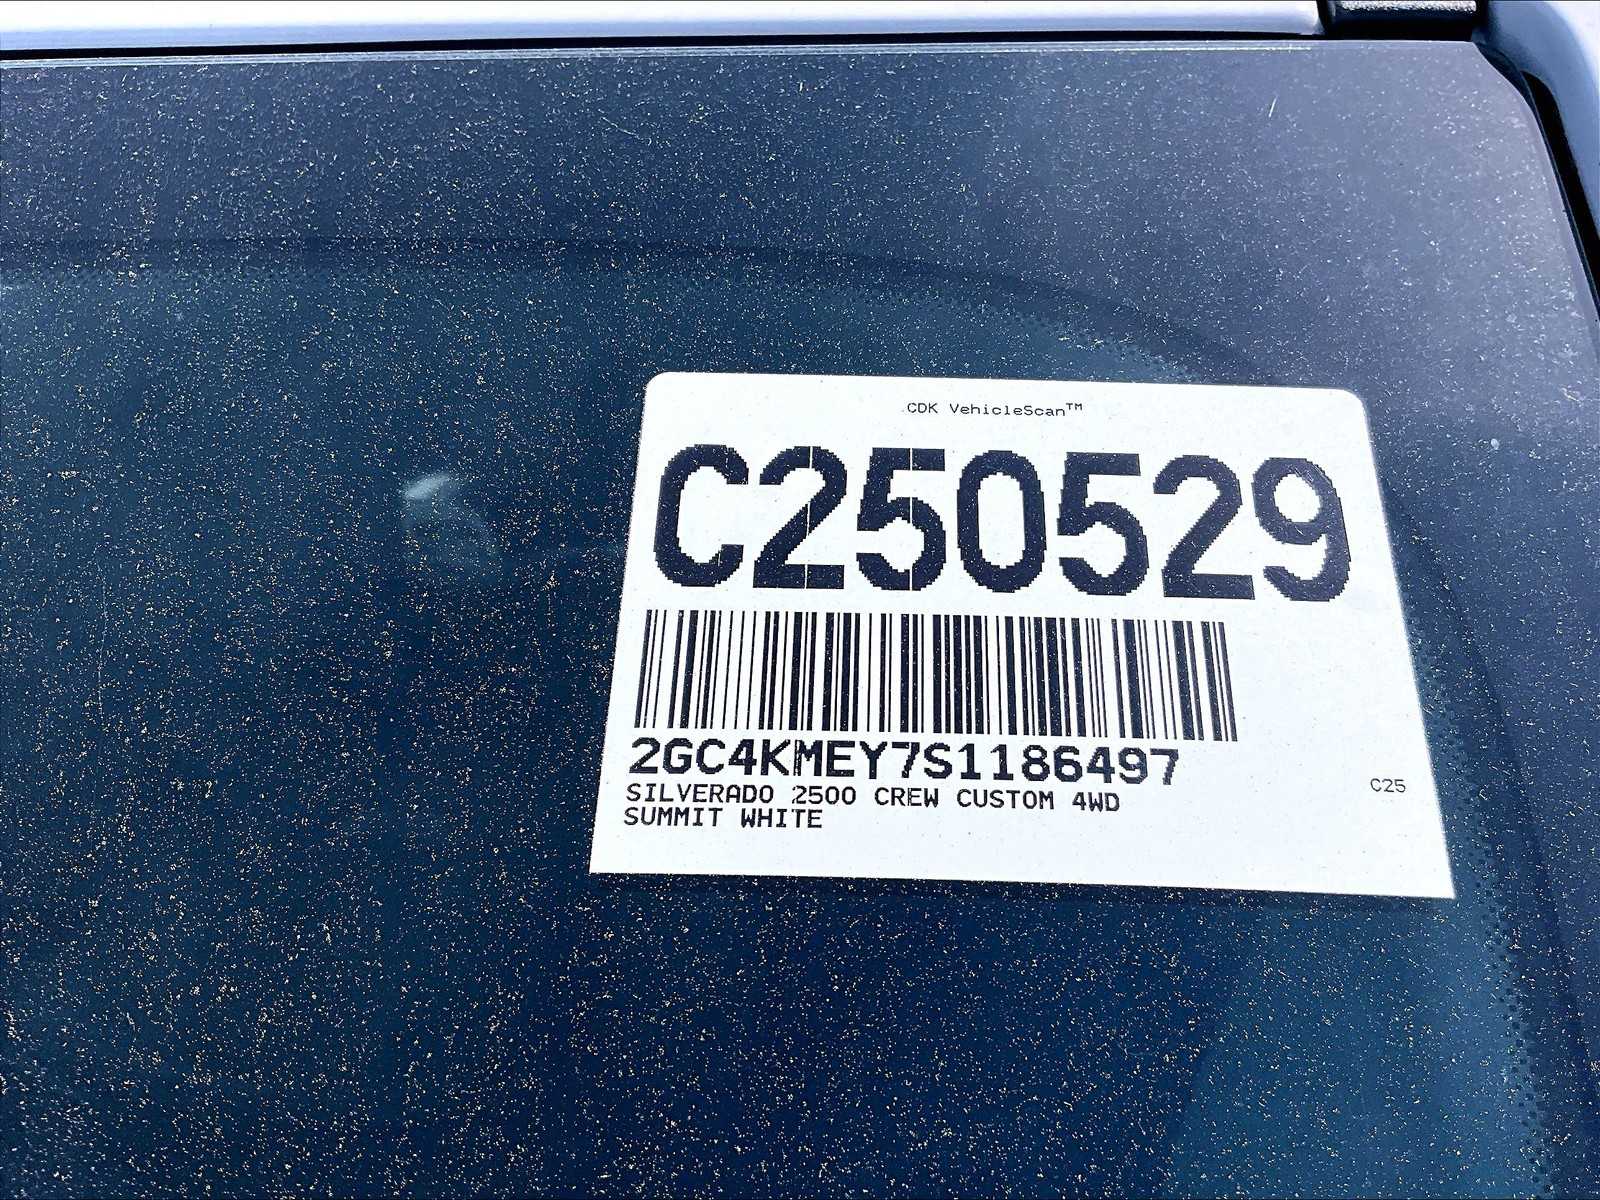 CDK VehicleScan™
C250529
2GC4KMEY7S1186497
SILVERADO 2500 CREW CUSTOM 4WD
SUMMIT WHITE
C25